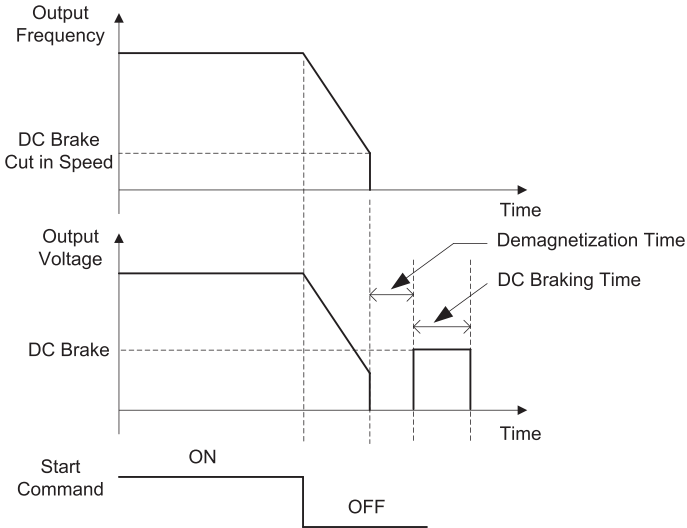 Output
Frequency
DC Brake
Cut in Speed
Time
Output
Voltage
Demagnetization Time
DC Braking Time
DC Brake
Time
Start
Command
ON
OFF